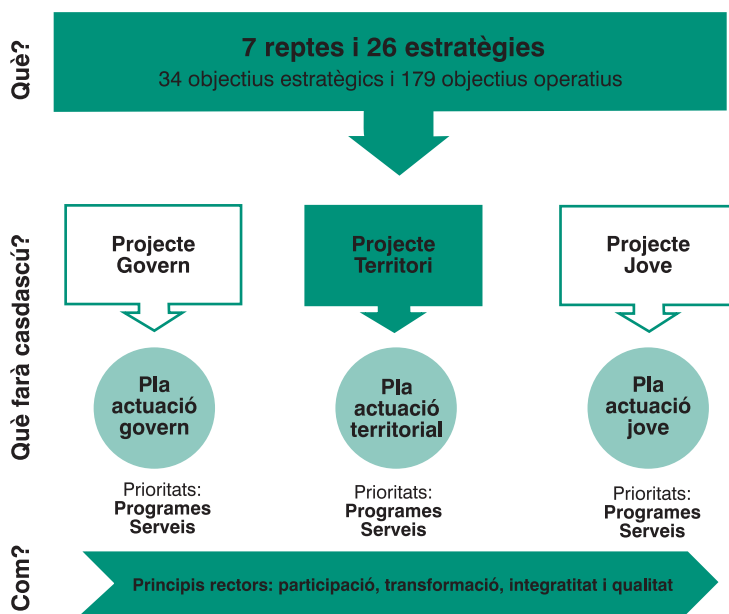 Què?
7 reptes i 26 estratègies
34 objectius estratègics i 179 objectius operatius
Què farà casdascú?
Projecte
Govern
Projecte
Territori
Projecte
Jove
Pla
actuació
govern
Pla
actuació
territorial
Pla
actuació
jove
Prioritats:
Programes
Serveis
Prioritats:
Programes
Serveis
Prioritats:
Programes
Serveis
Com?
Principis rectors: participació, transformació, integratitat i qualitat